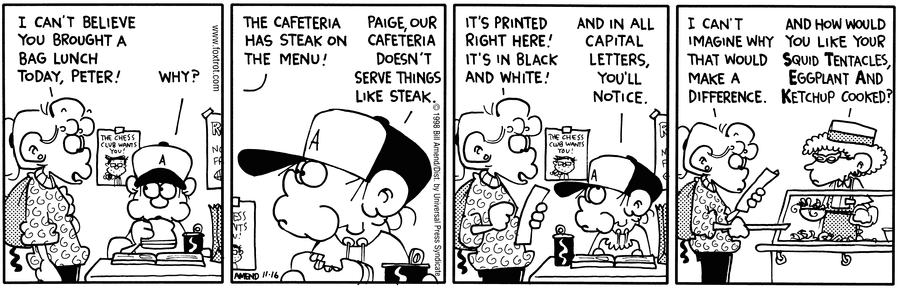 I CAN'T BELIEVE
YOU BROUGHT A
BAG LUNCH
TODAY, PETER!
WHY?
www.foxtrot.com
THE CHESS
CLUB WANTS
YOU!
A
THE CAFETERIA
HAS STEAK ON
THE MENU!
PAIGE, OUR
CAFETERIA
DOESN'T
SERVE THINGS
LIKE STEAK.
A
AMEND 11·16
© 1998 Bill Amend/Dist. by Universal Press Syndicate
IT'S PRINTED
RIGHT HERE!
IT'S IN BLACK
AND WHITE!
AND IN ALL
CAPITAL
LETTERS,
YOU'LL
NOTICE.
THE CHESS
CLUB WANTS
YOU!
A
I CAN'T
IMAGINE WHY
THAT WOULD
MAKE A
DIFFERENCE.
AND HOW WOULD
YOU LIKE YOUR
SQUID TENTACLES,
EGGPLANT AND
KETCHUP COOKED?